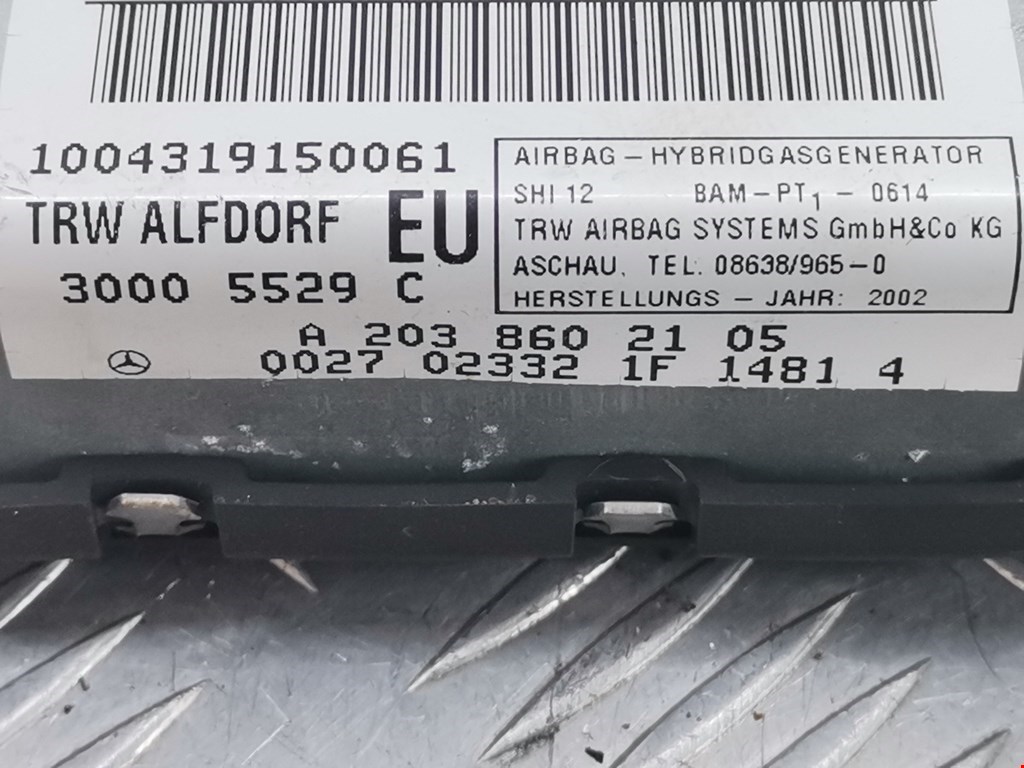 1004319150061
TRW ALFDORF EU
30005 5529 C
AIRBAG – HYBRIDGASGENERATOR
SHI 12 BAM – PT1 – 0614
TRW AIRBAG SYSTEMS GmbH&Co KG
ASCHAU, TEL. 08638/965-0
HERSTELLUNGS – JAHR: 2002
A 203 860 21 05
0027 02332 1F 1481 4